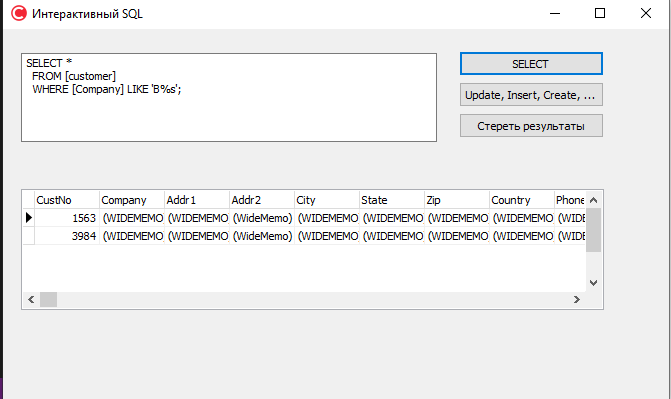 Интерактивный SQL
SELECT *
FROM [customer]
WHERE [Company] LIKE 'B%s';
SELECT
Update, Insert, Create, ...
Стереть результаты
CustNo Company Addr1 Addr2 City State Zip Country Phone
1563 (WIDEMEMO (WIDEMEMO (WideMemo) (WIDEMEMO (WIDEMEMO (WIDEMEMO (WIDEMEMO (WIDE
3984 (WIDEMEMO (WIDEMEMO (WideMemo) (WIDEMEMO (WIDEMEMO (WIDEMEMO (WIDEMEMO (WIDE